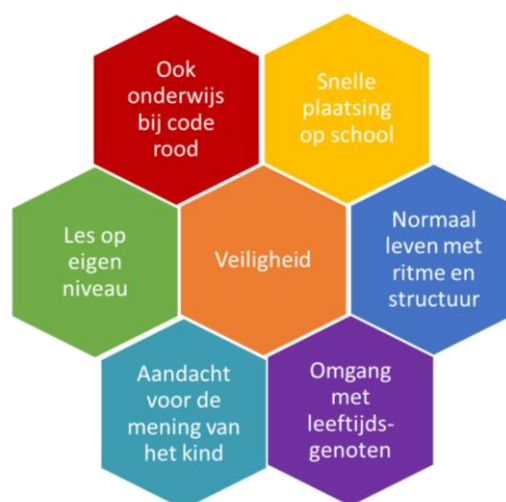 Ook
onderwijs
bij code
rood
Snelle
plaatsing
op school
Les op
eigen
niveau
Veiligheid
Normaal
leven met
ritme en
structuur
Aandacht
voor de
mening van
het kind
Omgang
met
leeftijds-
genoten